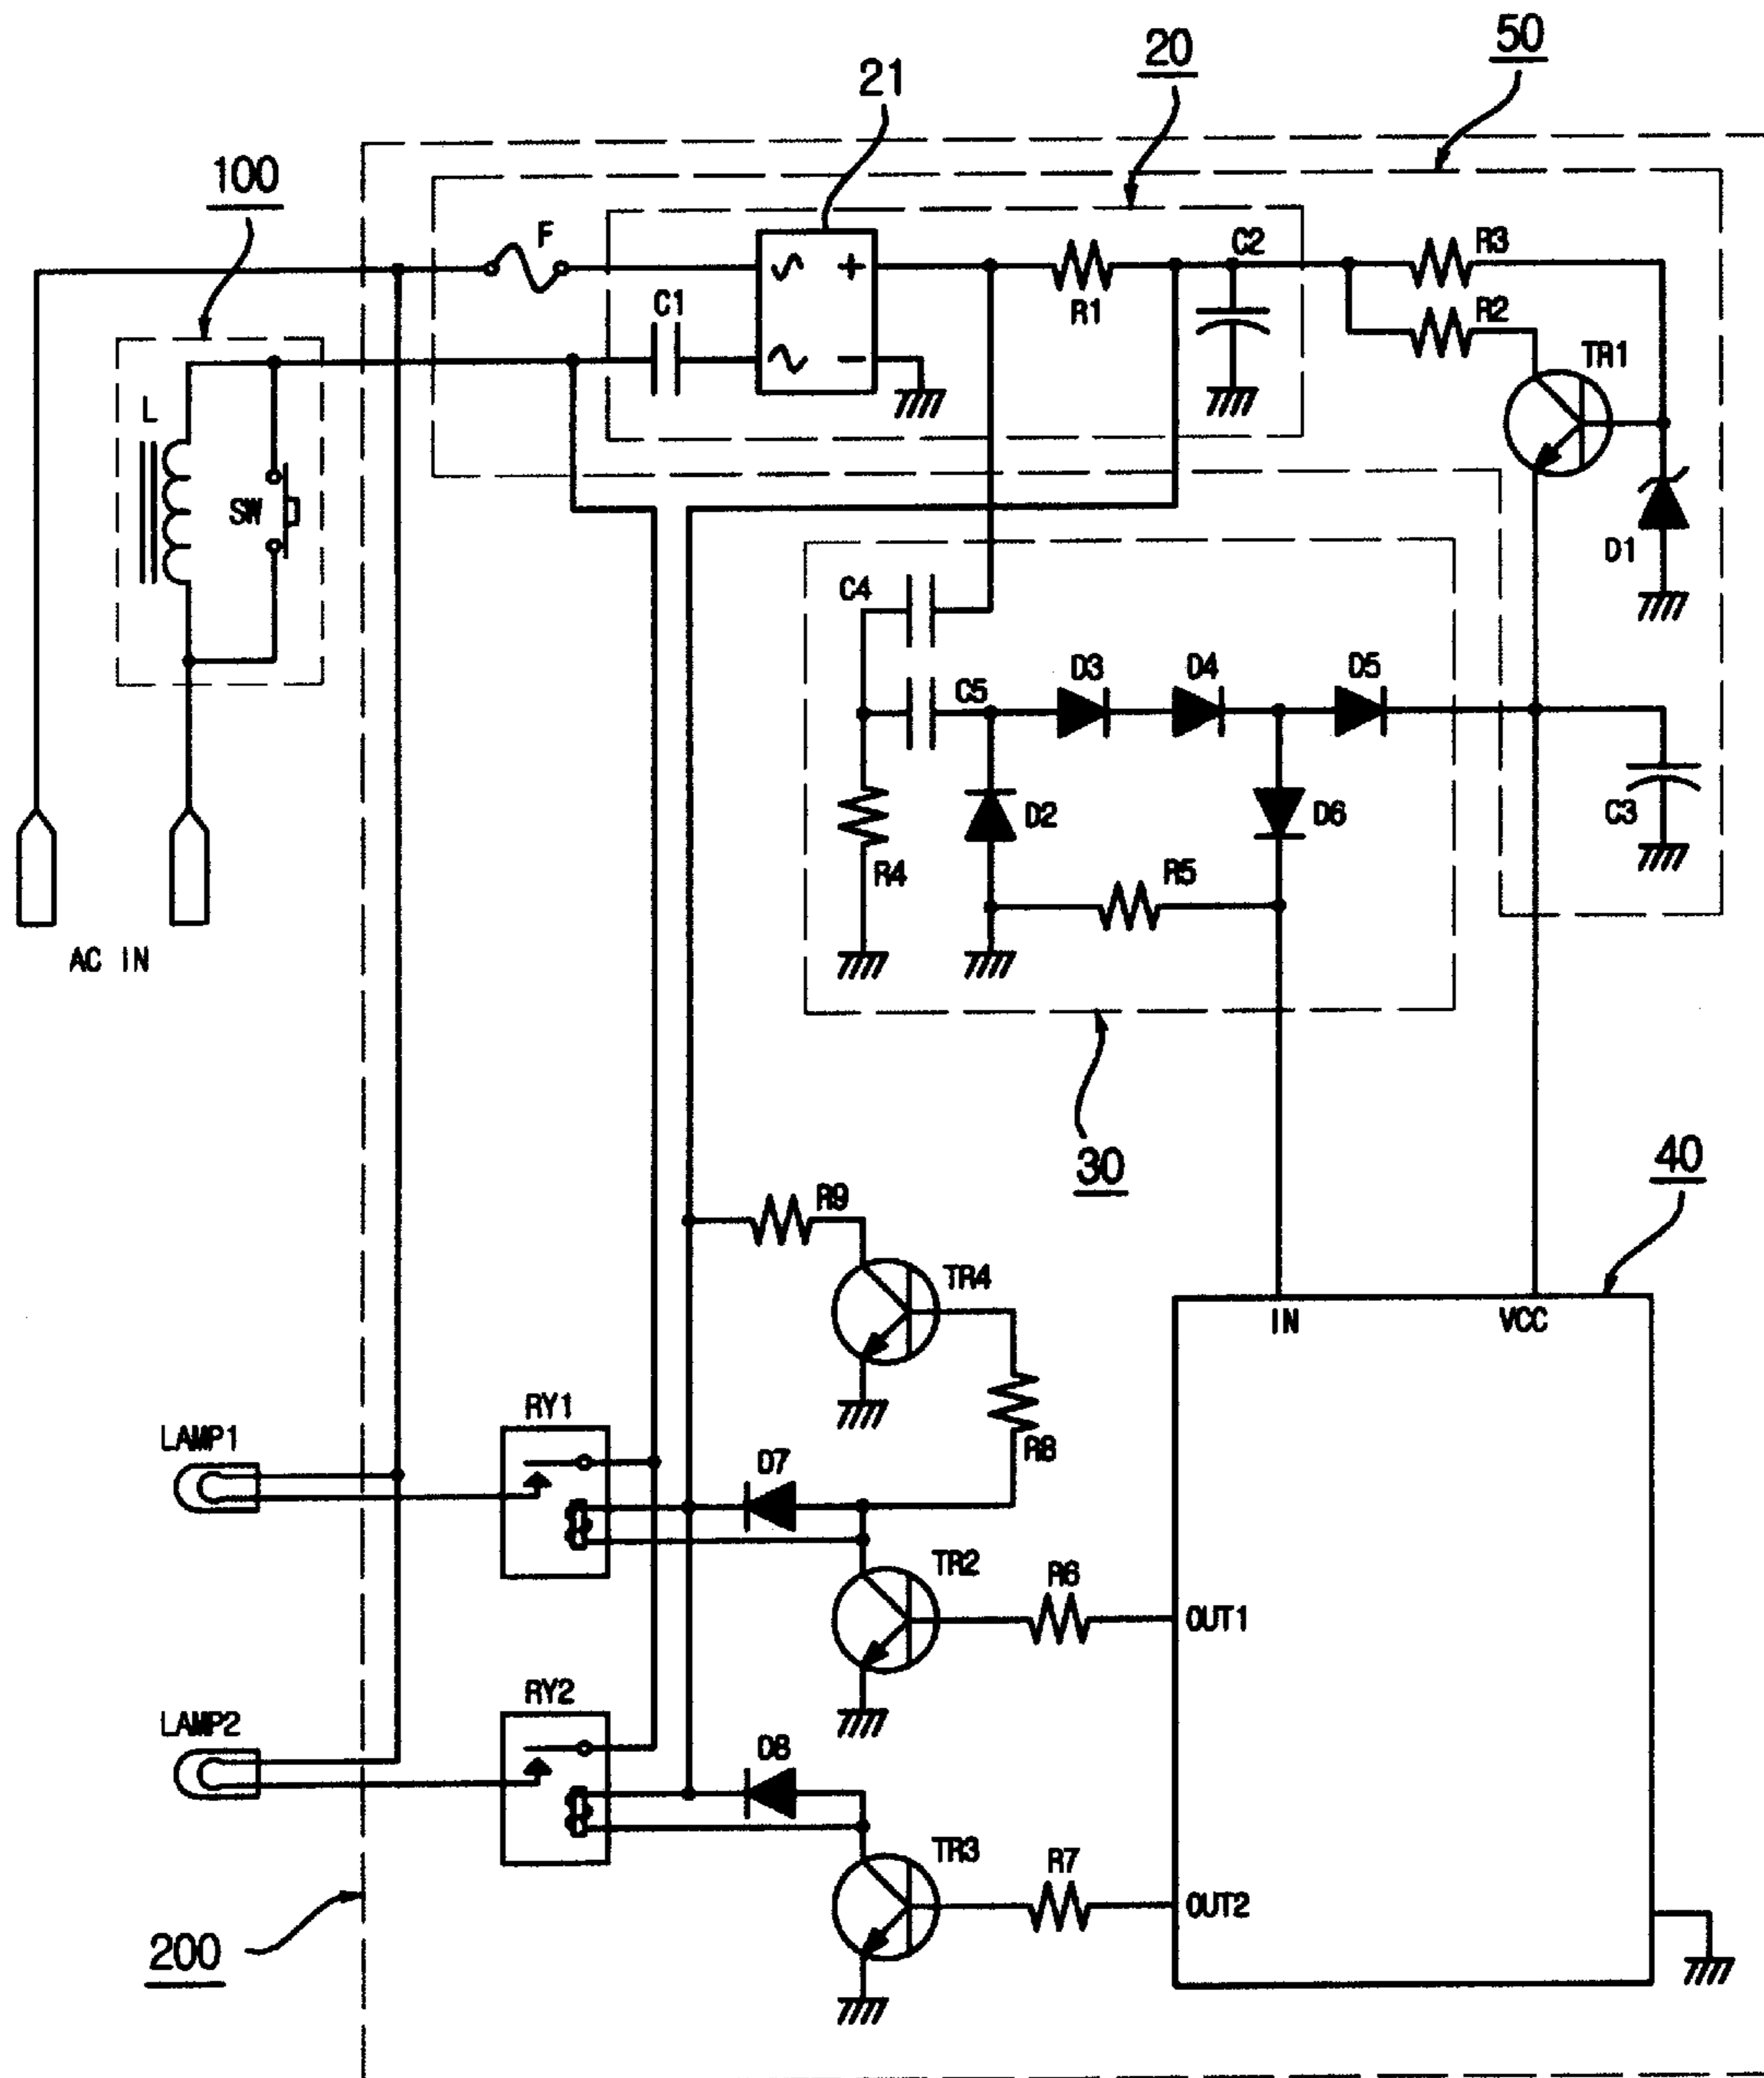 50
20
21
100
F
C2
R3
C1
R1
R2
TR1
L
SW
D1
C4
D3
D4
D5
C5
D2
D6
C3
R4
R5
AC IN
30
40
R9
TR4
IN
VCC
RY1
LAMP1
R8
D7
TR2
R6
OUT1
RY2
LAMP2
D8
TR3
R7
OUT2
200